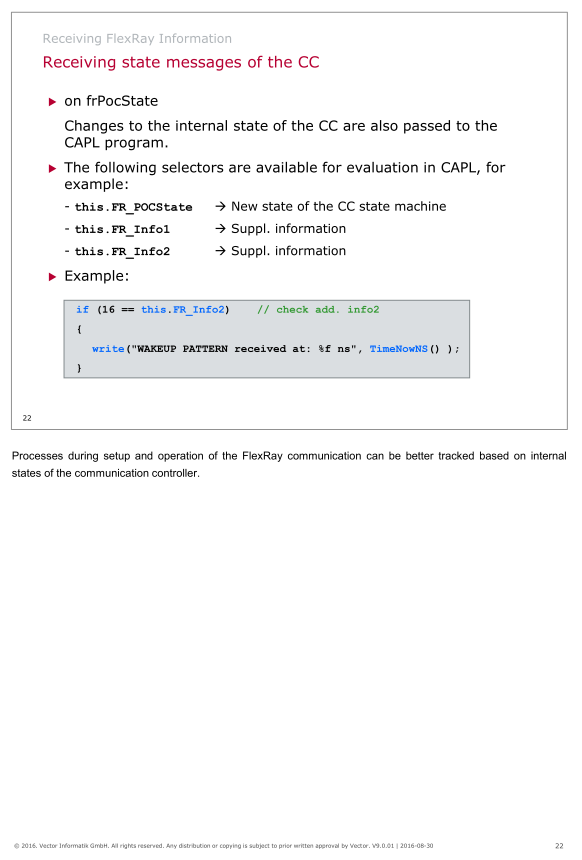 Receiving FlexRay Information
Receiving state messages of the CC
▶ on frPocState
Changes to the internal state of the CC are also passed to the
CAPL program.
▶ The following selectors are available for evaluation in CAPL, for
example:
- this.FR_POCState → New state of the CC state machine
- this.FR_Info1 → Suppl. information
- this.FR_Info2 → Suppl. information
▶ Example:
if (16 == this.FR_Info2) // check add. info2
{
write("WAKEUP PATTERN received at: %f ns", TimeNowNS() );
}
22
Processes during setup and operation of the FlexRay communication can be better tracked based on internal
states of the communication controller.
© 2016. Vector Informatik GmbH. All rights reserved. Any distribution or copying is subject to prior written approval by Vector. V9.0.01 | 2016-08-30 22